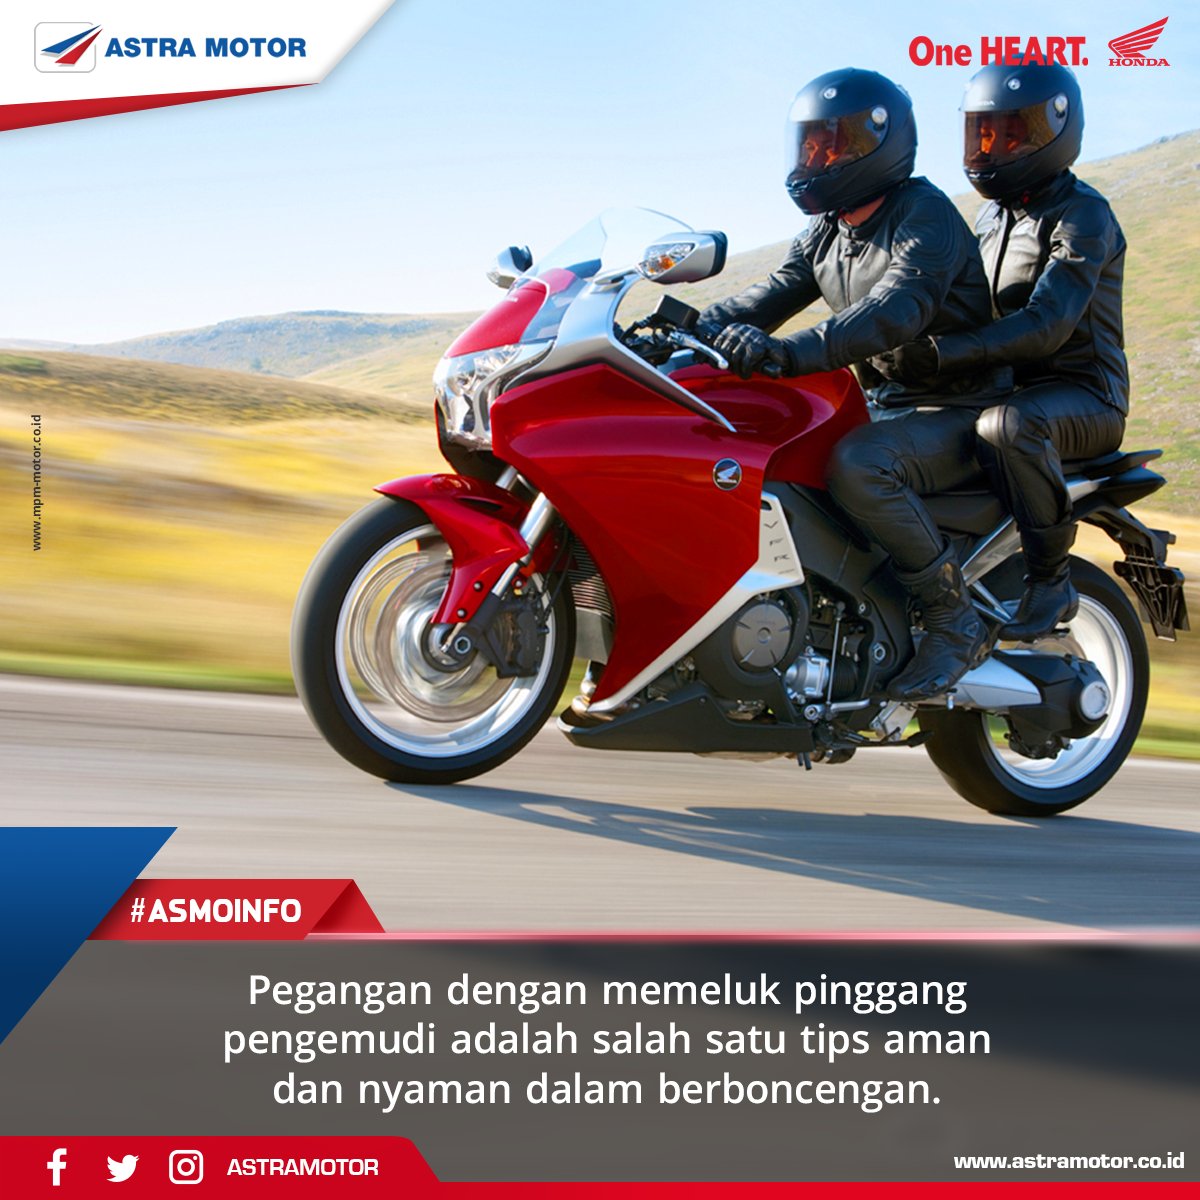 ASTRA MOTOR
One HEART.
HONDA
www.mpm-motor.co.id
#ASMOINFO
Pegangan dengan memeluk pinggang
pengemudi adalah salah satu tips aman
dan nyaman dalam berboncengan.
ASTRAMOTOR
www.astramotor.co.id